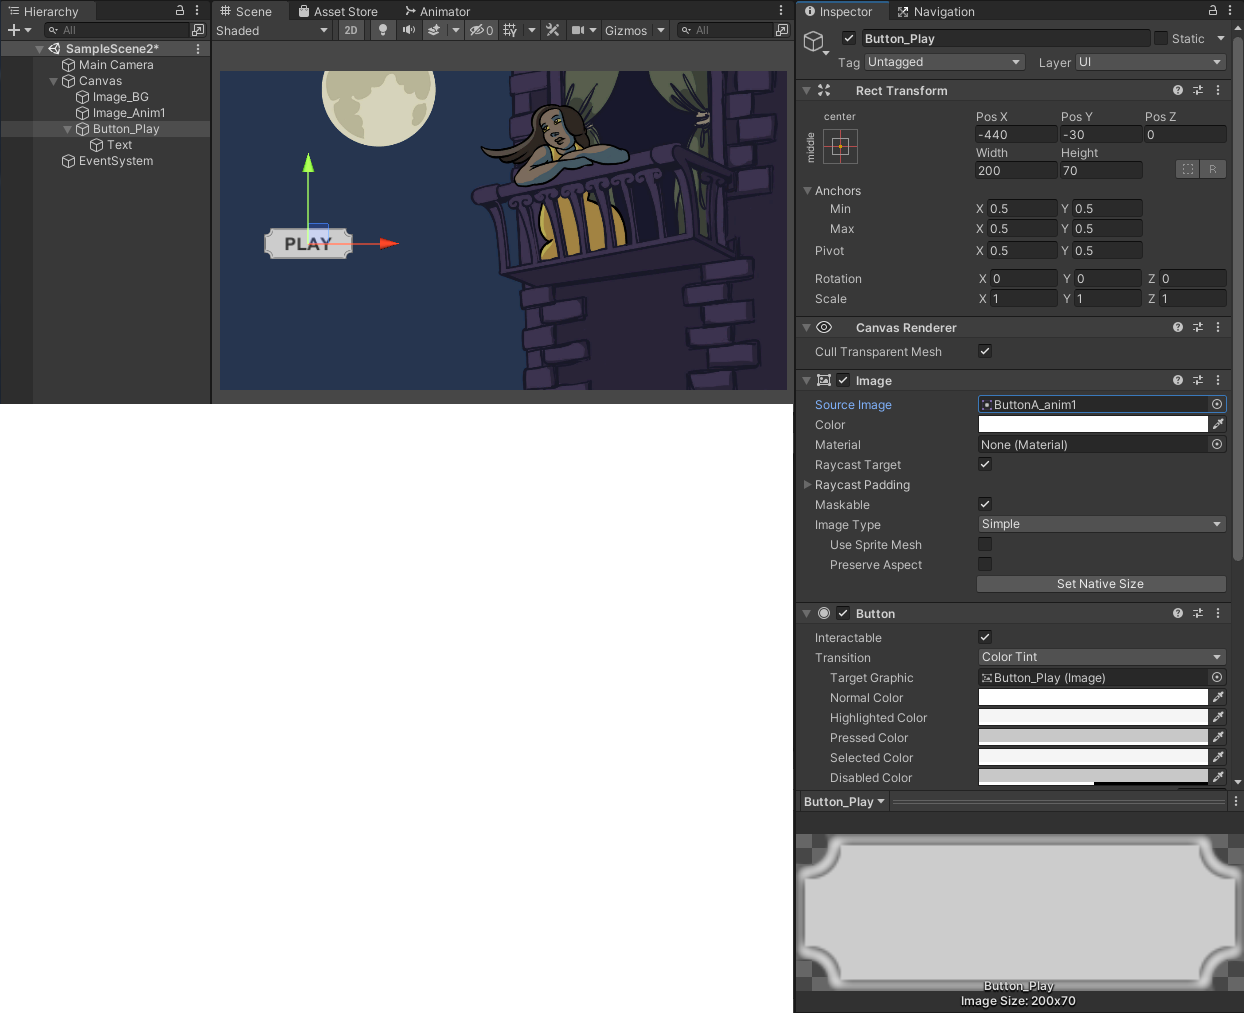 Hierarchy
All
SampleScene2*
Main Camera
Canvas
Image_BG
Image_Anim1
Button_Play
Text
EventSystem
Scene
Asset Store
Animator
Shaded
2D
0
Gizmos
All
PLAY
Inspector
Navigation
Button_Play
Static
Tag Untagged
Layer UI
Rect Transform
center
middle
Pos X Pos Y Pos Z
-440 -30 0
Width Height
200 70
R
Anchors
Min X 0.5 Y 0.5
Max X 0.5 Y 0.5
Pivot X 0.5 Y 0.5
Rotation X 0 Y 0 Z 0
Scale X 1 Y 1 Z 1
Canvas Renderer
Cull Transparent Mesh
Image
Source Image ButtonA_anim1
Color
Material None (Material)
Raycast Target
Raycast Padding
Maskable
Image Type Simple
Use Sprite Mesh
Preserve Aspect
Set Native Size
Button
Interactable
Transition Color Tint
Target Graphic Button_Play (Image)
Normal Color
Highlighted Color
Pressed Color
Selected Color
Disabled Color
Button_Play
Button_Play
Image Size: 200x70